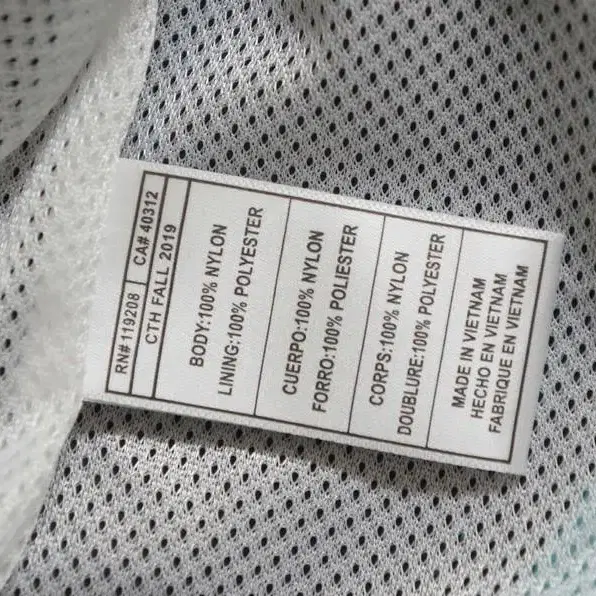 RN# 119208 | CA# 40312
CTH FALL 2019
BODY:100% NYLON
LINING:100% POLYESTER
CUERPO:100% NYLON
FORRO:100% POLIESTER
CORPS:100% NYLON
DOUBLURE:100% POLYESTER
MADE IN VIETNAM
HECHO EN VIETNAM
FABRIQUE EN VIETNAM